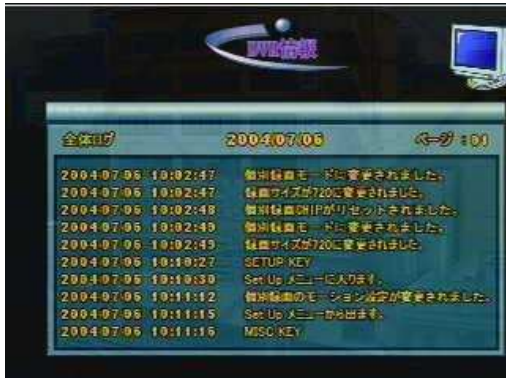 DVR情報
全体ログ 2004/07/06 ページ : 01
2004-07-06 10:02:47 個別録画モードに変更されました。
2004-07-06 10:02:47 録画サイズが720に変更されました。
2004-07-06 10:02:48 個別録画CHIPがリセットされました。
2004-07-06 10:02:49 個別録画モードに変更されました。
2004-07-06 10:02:49 録画サイズが720に変更されました。
2004-07-06 10:10:27 SETUP KEY
2004-07-06 10:10:30 Set Up メニューに入ります。
2004-07-06 10:11:12 個別録画のモーション設定が変更されました。
2004-07-06 10:11:15 Set Up メニューから出ます。
2004-07-06 10:11:16 MISC KEY